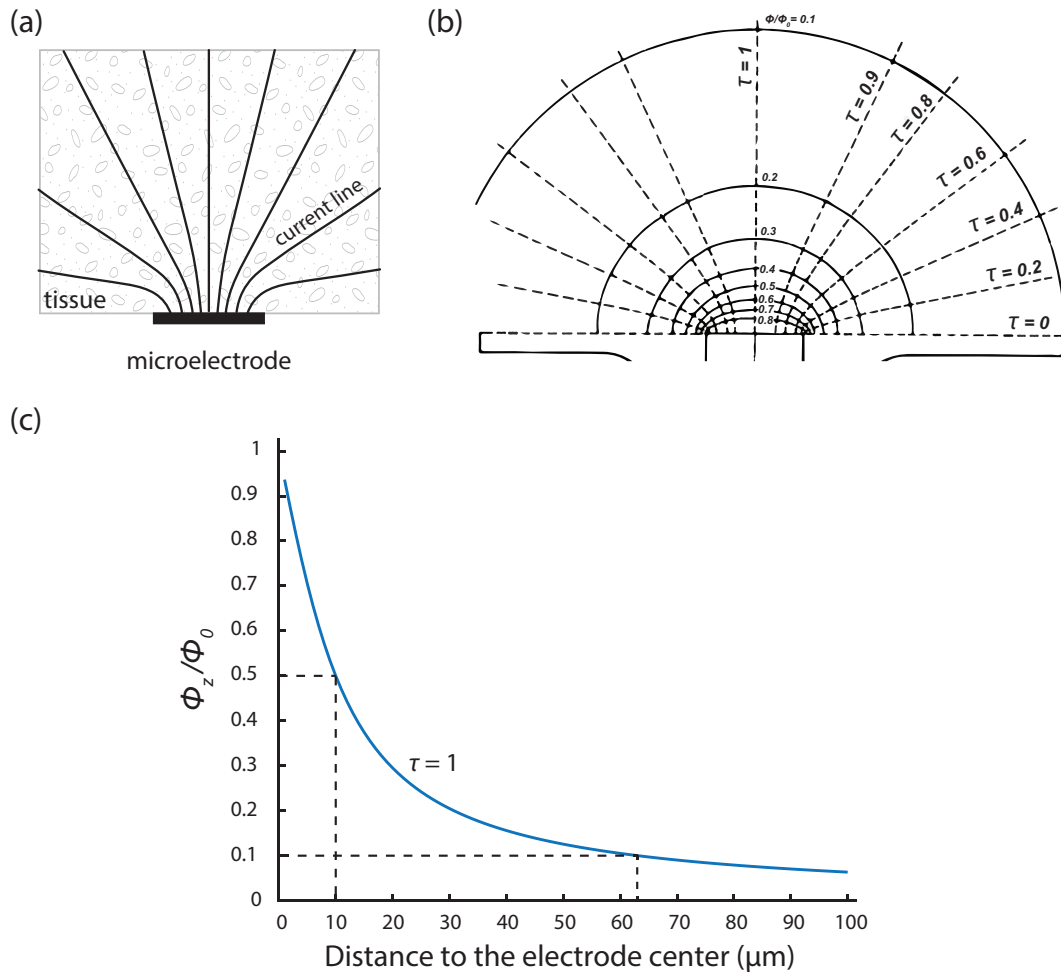 (a)
current line
tissue
microelectrode
(b)
Φ/Φ₀= 0.1
τ = 1
τ = 0.9
τ = 0.8
τ = 0.6
τ = 0.4
τ = 0.2
τ = 0
0.2
0.3
0.4
0.5
0.6
0.7
0.8
(c)
1
0.9
0.8
0.7
0.6
0.5
0.4
0.3
0.2
0.1
0
Φz/Φ0
τ = 1
0 10 20 30 40 50 60 70 80 90 100
Distance to the electrode center (μm)